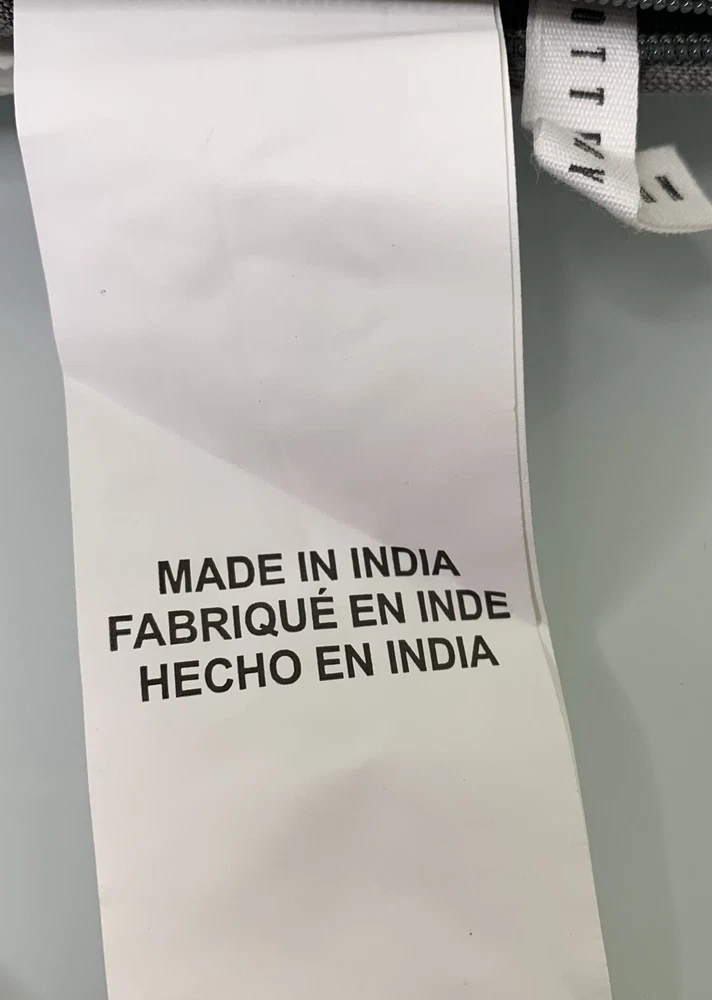 MADE IN INDIA
FABRIQUÉ EN INDE
HECHO EN INDIA